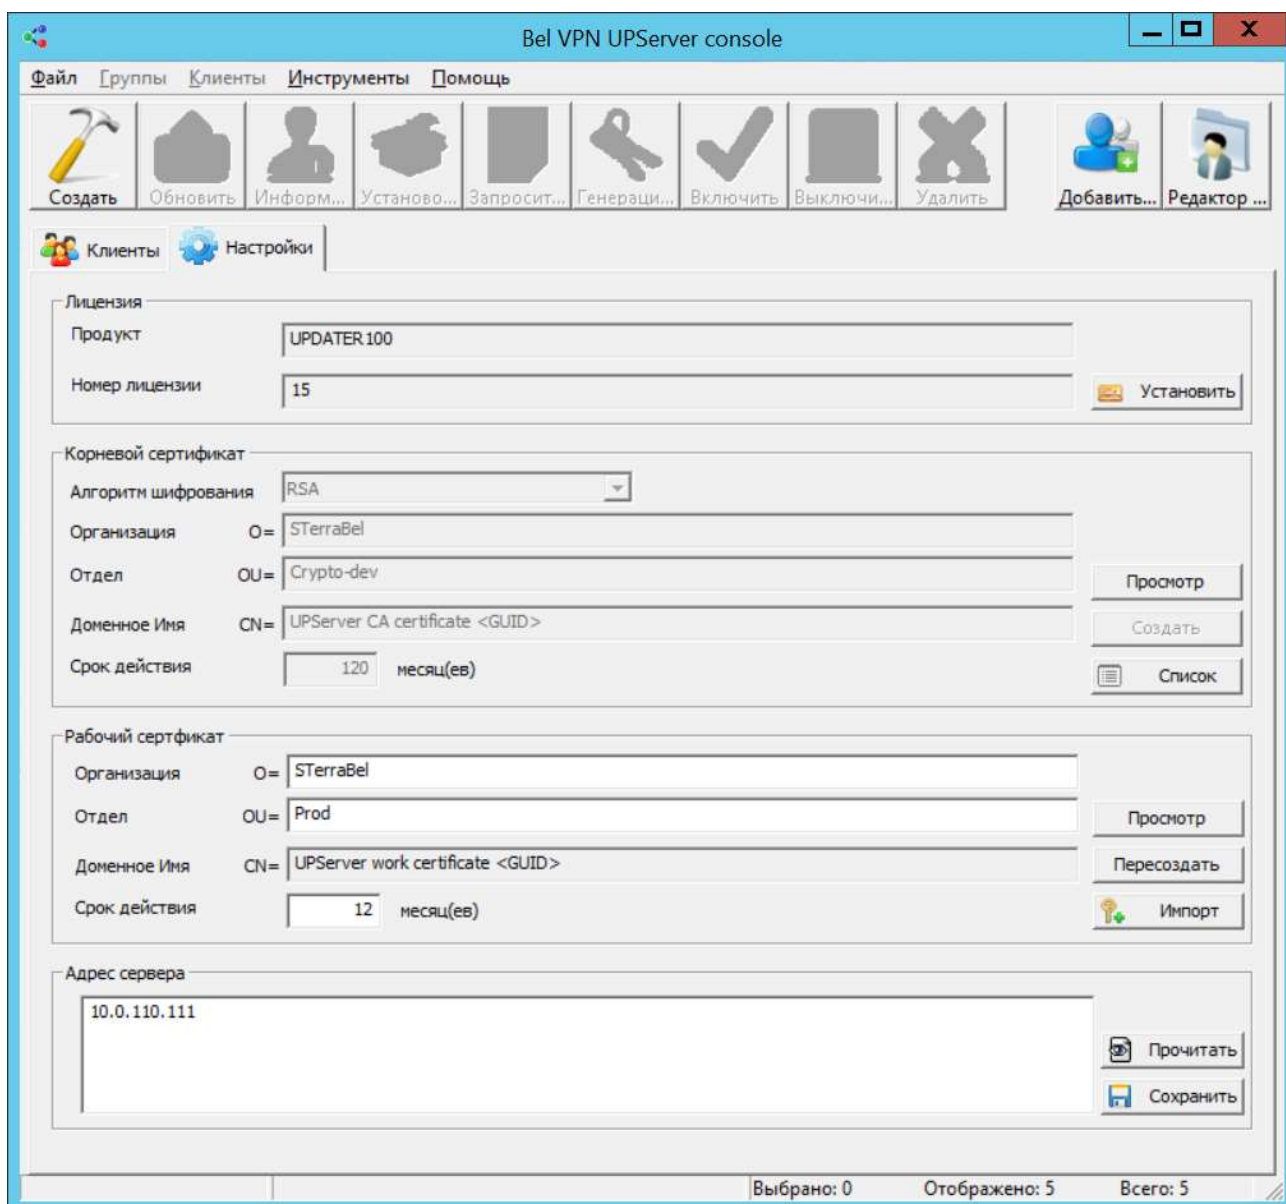 Bel VPN UPServer console
Файл Группы Клиенты Инструменты Помощь
Создать Обновить Информ... Установо... Запросит... Генераци... Включить Выключи... Удалить Добавить... Редактор ...
Клиенты Настройки
Лицензия
Продукт UPDATER100
Номер лицензии 15 Установить
Корневой сертификат
Алгоритм шифрования RSA
Организация O= STerraBel
Отдел OU= Crypto-dev Просмотр
Доменное Имя CN= UPServer CA certificate <GUID> Создать
Срок действия 120 месяц(ев) Список
Рабочий сертфикат
Организация O= STerraBel
Отдел OU= Prod Просмотр
Доменное Имя CN= UPServer work certificate <GUID> Пересоздать
Срок действия 12 месяц(ев) Импорт
Адрес сервера
10.0.110.111
Прочитать
Сохранить
Выбрано: 0 Отображено: 5 Всего: 5